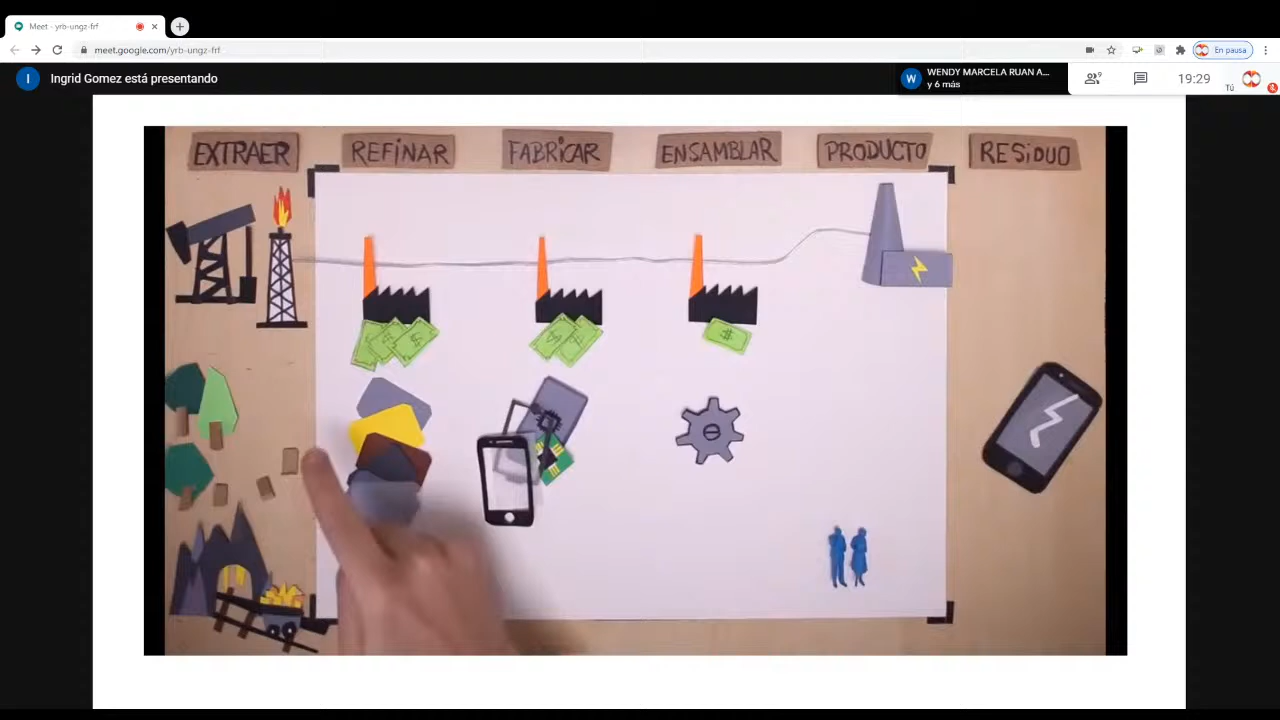 Meet - yrb-ungz-frf
meet.google.com/yrb-ungz-frf
En pausa
I
Ingrid Gomez está presentando
W
WENDY MARCELA RUAN A...
y 6 más
9
19:29
Tú
EXTRAER
REFINAR
FABRICAR
ENSAMBLAR
PRODUCTO
RESIDUO
$ $ $
$ $
$